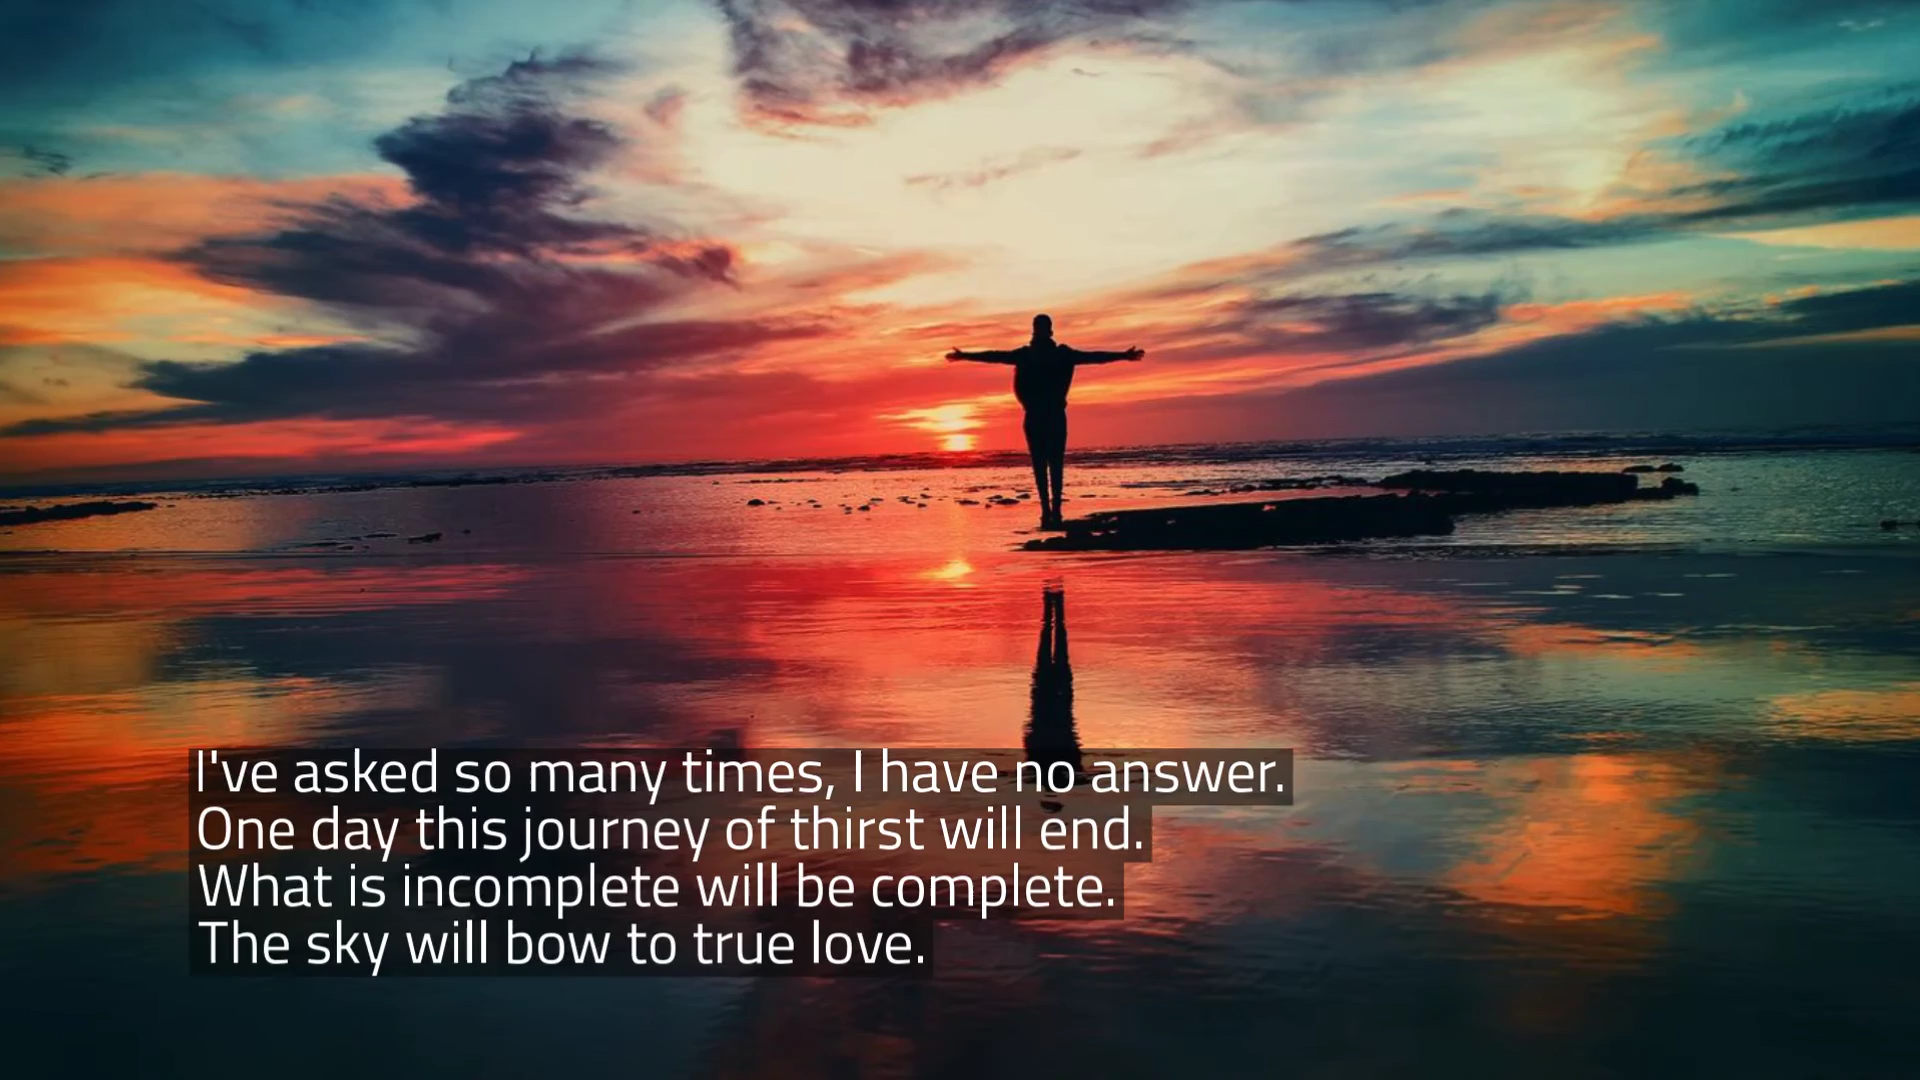 I've asked so many times, I have no answer.
One day this journey of thirst will end.
What is incomplete will be complete.
The sky will bow to true love.